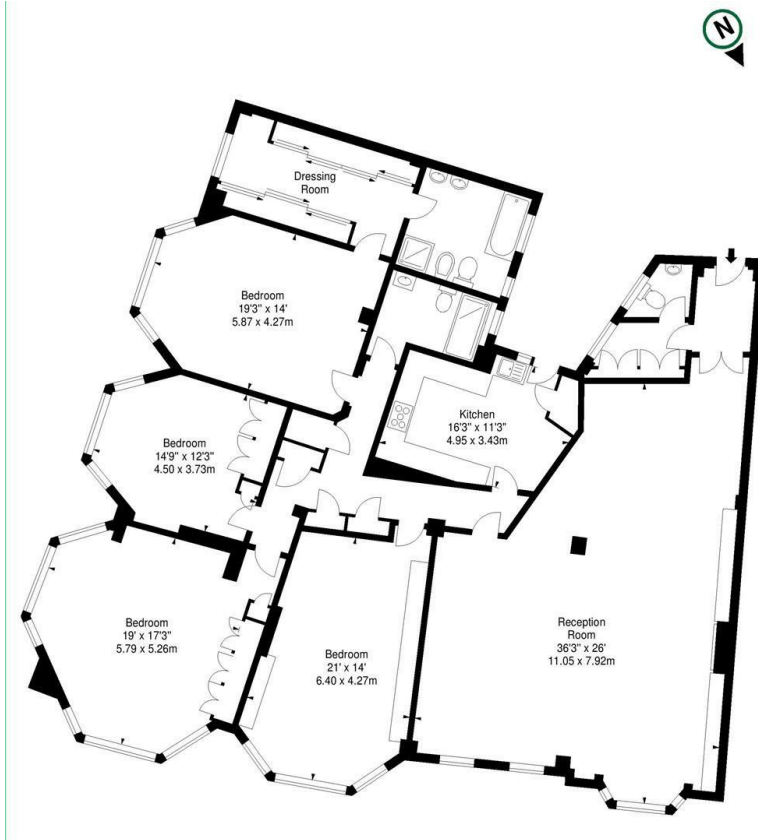 N
Dressing
Room
Bedroom
19'3" x 14'
5.87 x 4.27m
Kitchen
16'3" x 11'3"
4.95 x 3.43m
Bedroom
14'9" x 12'3"
4.50 x 3.73m
Bedroom
19' x 17'3"
5.79 x 5.26m
Bedroom
21' x 14'
6.40 x 4.27m
Reception
Room
36'3" x 26'
11.05 x 7.92m